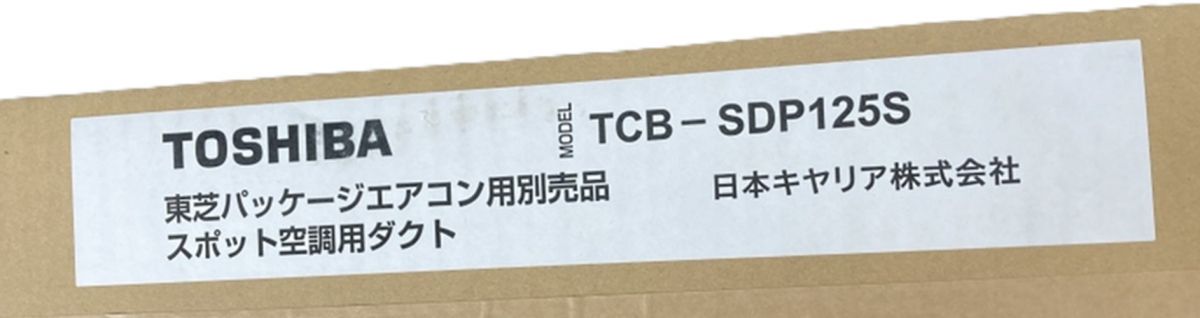 TOSHIBA
MODEL TCB-SDP125S
東芝パッケージエアコン用別売品
スポット空調用ダクト
日本キヤリア株式会社